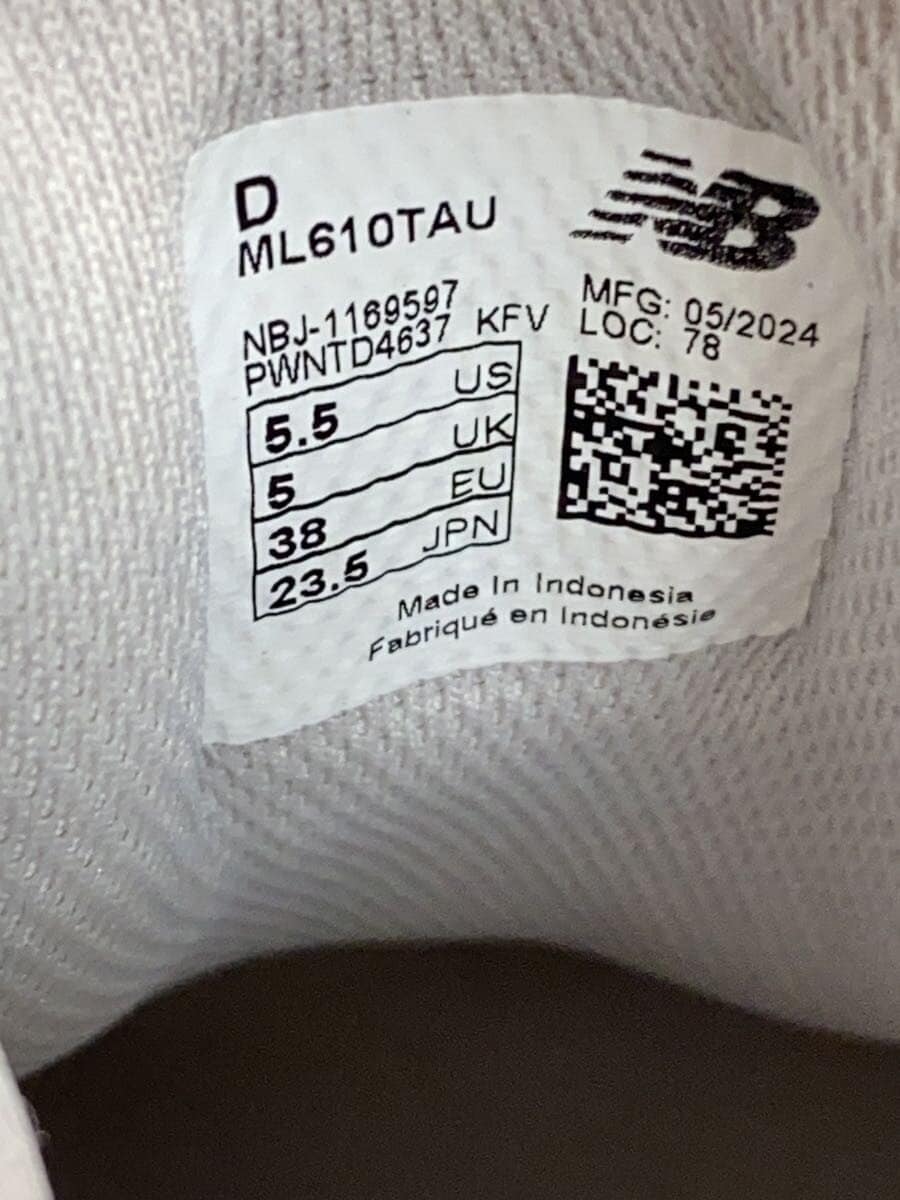 D
ML610TAU
NB
NBJ-1169597
PWNTD4637 KFV
MFG: 05/2024
LOC: 78
5.5 US
5 UK
38 EU
23.5 JPN
Made In Indonesia
Fabriqué en Indonésie